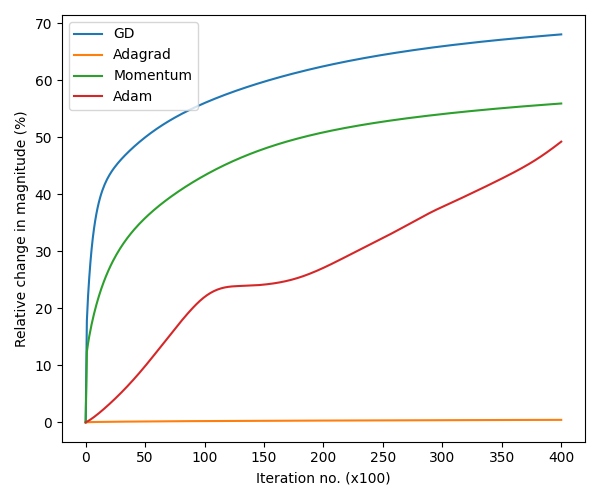 GD
Adagrad
Momentum
Adam
Relative change in magnitude (%)
70
60
50
40
30
20
10
0
0 50 100 150 200 250 300 350 400
Iteration no. (x100)